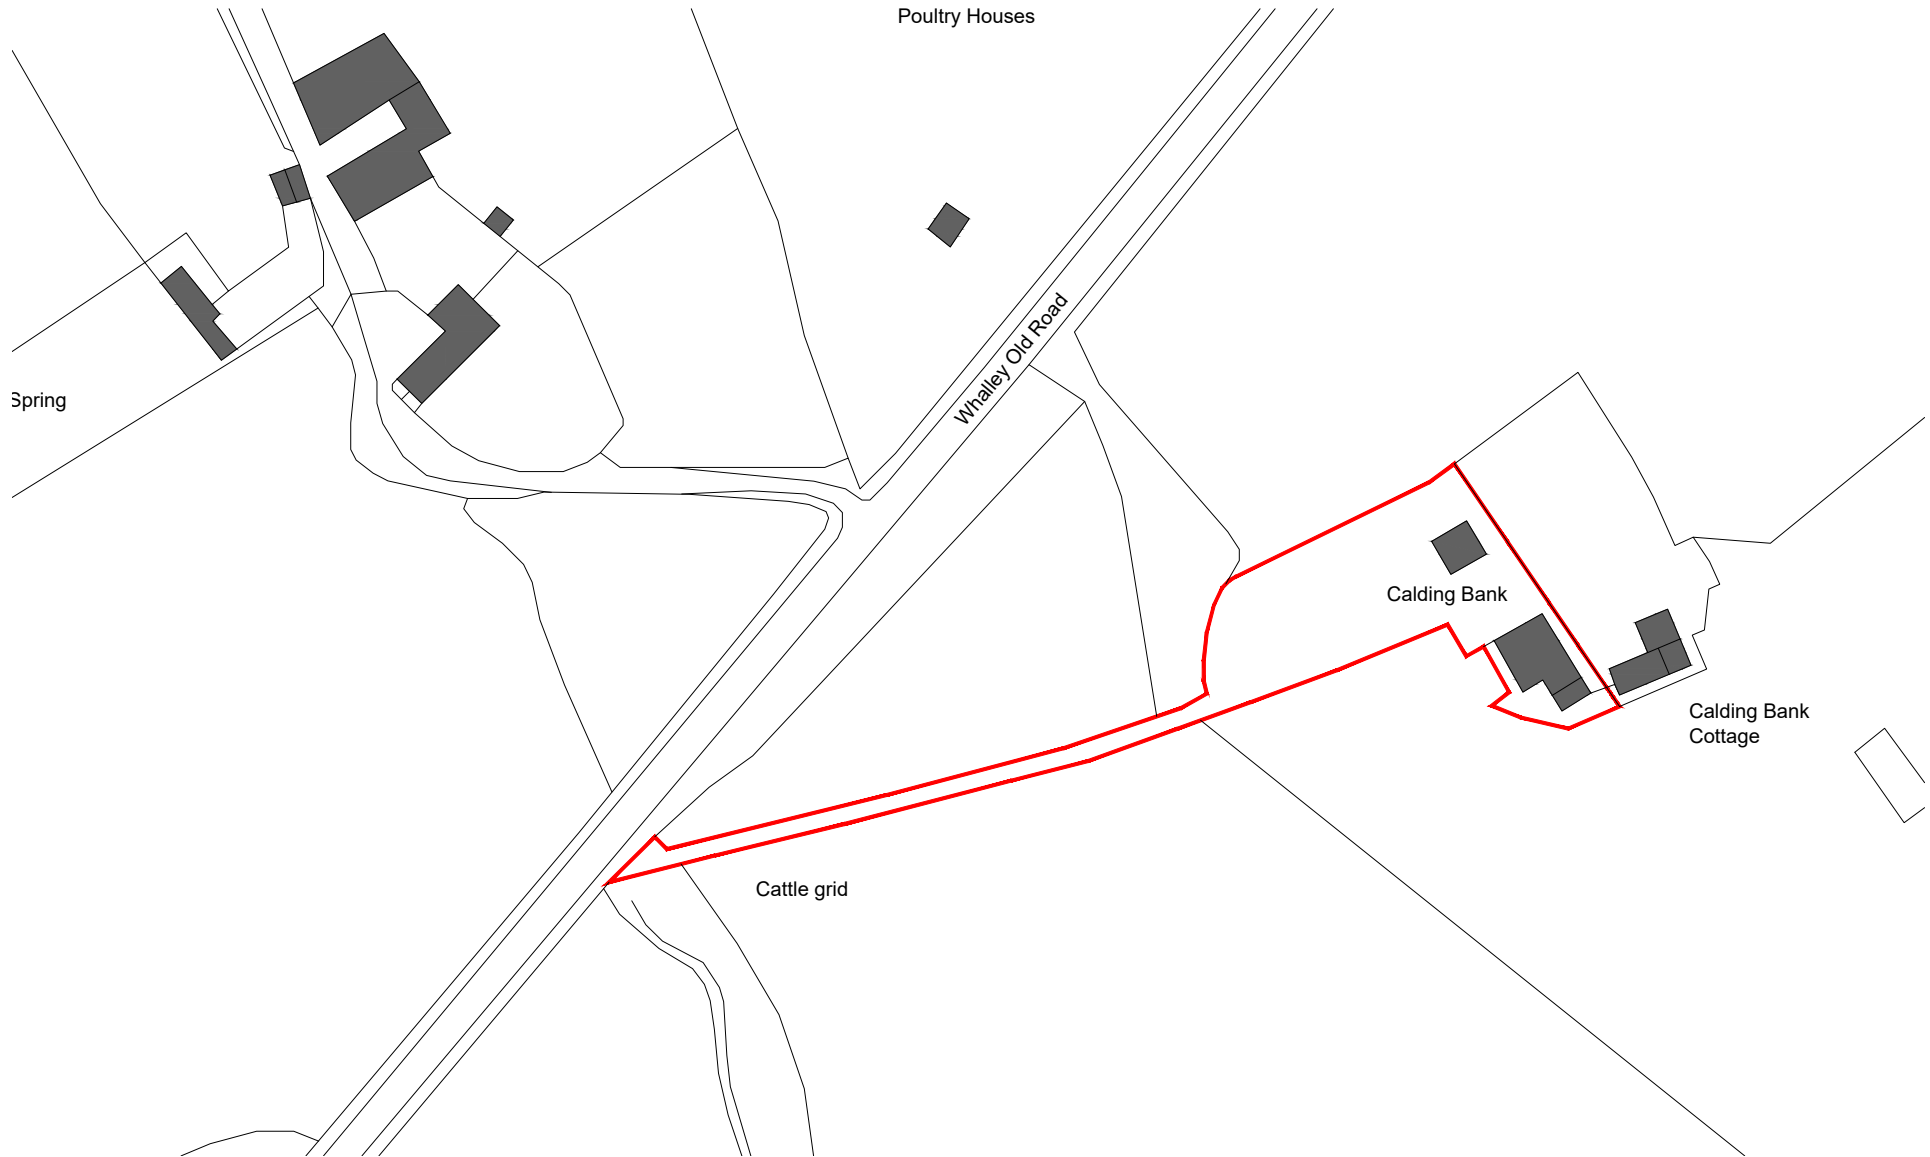 Poultry Houses
Whalley Old Road
Spring
Calding Bank
Calding Bank
Cottage
Cattle grid